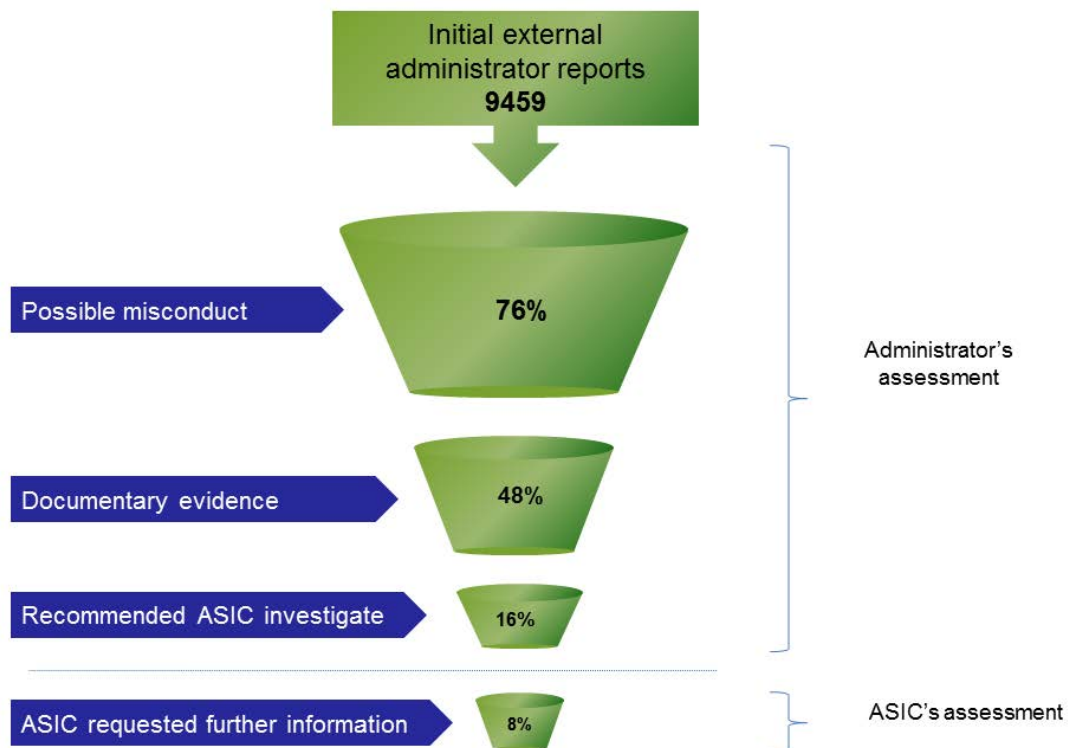 Initial external
administrator reports
9459
Possible misconduct
76%
Administrator's
assessment
Documentary evidence
48%
Recommended ASIC investigate
16%
ASIC requested further information
8%
ASIC's assessment